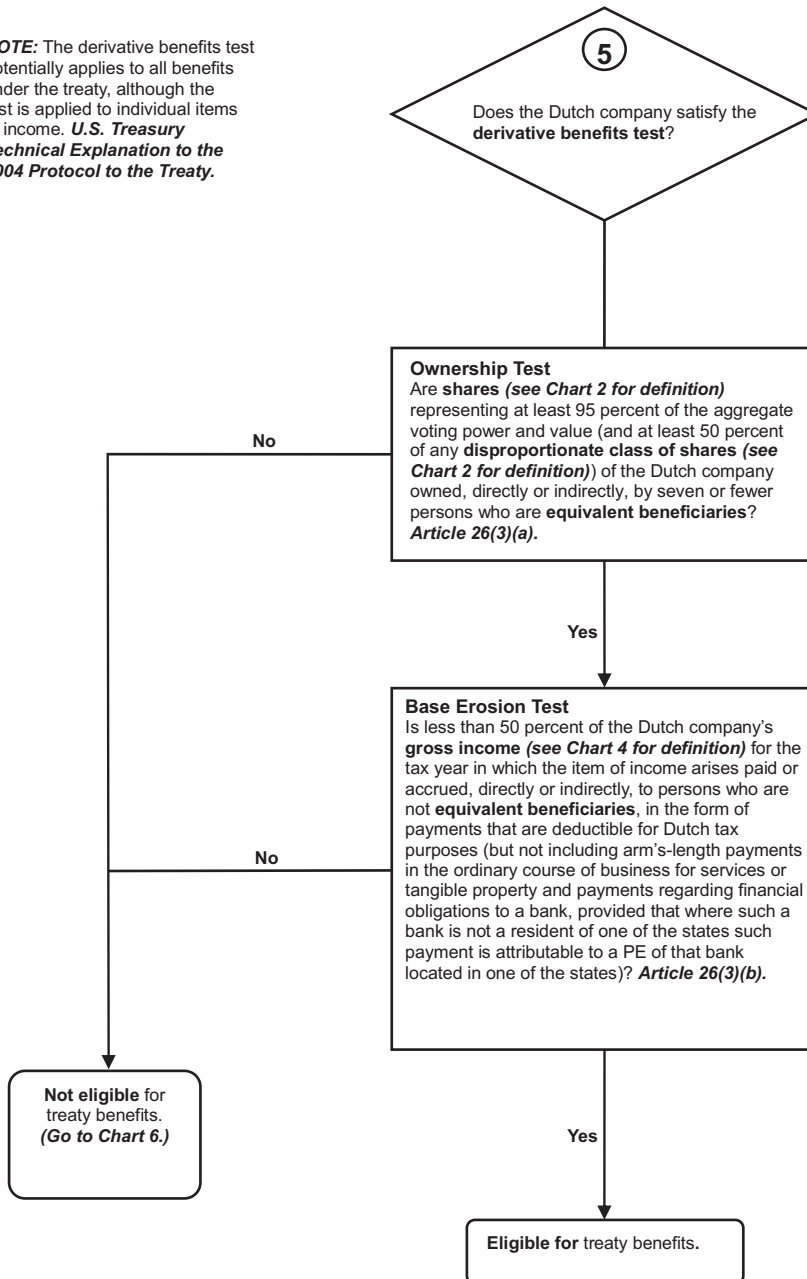 OTE: The derivative benefits test
otentially applies to all benefits
nder the treaty, although the
st is applied to individual items
income. U.S. Treasury
echnical Explanation to the
004 Protocol to the Treaty.
5
Does the Dutch company satisfy the
derivative benefits test?
Ownership Test
Are shares (see Chart 2 for definition)
representing at least 95 percent of the aggregate
voting power and value (and at least 50 percent
of any disproportionate class of shares (see
Chart 2 for definition)) of the Dutch company
owned, directly or indirectly, by seven or fewer
persons who are equivalent beneficiaries?
Article 26(3)(a).
No
Yes
Base Erosion Test
Is less than 50 percent of the Dutch company's
gross income (see Chart 4 for definition) for the
tax year in which the item of income arises paid or
accrued, directly or indirectly, to persons who are
not equivalent beneficiaries, in the form of
payments that are deductible for Dutch tax
purposes (but not including arm's-length payments
in the ordinary course of business for services or
tangible property and payments regarding financial
obligations to a bank, provided that where such a
bank is not a resident of one of the states such
payment is attributable to a PE of that bank
located in one of the states)? Article 26(3)(b).
No
Not eligible for
treaty benefits.
(Go to Chart 6.)
Yes
Eligible for treaty benefits.